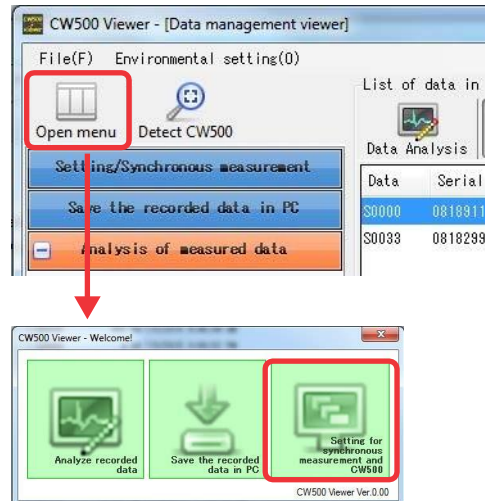 CW500 Viewer - [Data management viewer]
File(F) Environmental setting(O)
Open menu Detect CW500
List of data in
Data Analysis
Setting/Synchronous measurement
Save the recorded data in PC
Analysis of measured data
Data Serial
S0000 0818911
S0033 0818299
CW500 Viewer - Welcome!
Analyze recorded
data
Save the recorded
data in PC
Setting for
synchronous
measurement and
CW500
CW500 Viewer Ver.0.00